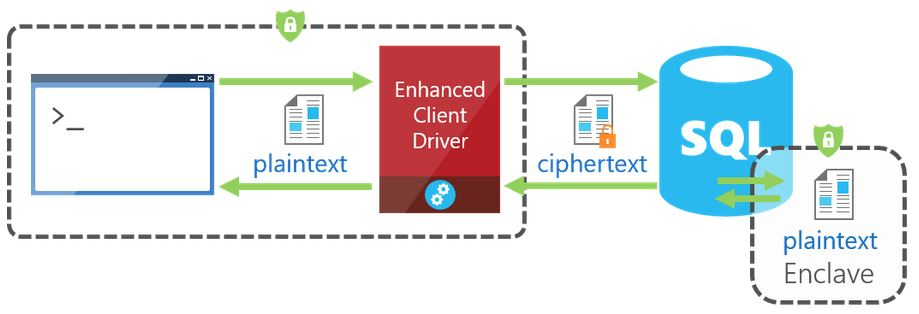 >_
plaintext
Enhanced
Client
Driver
ciphertext
SQL
plaintext
Enclave